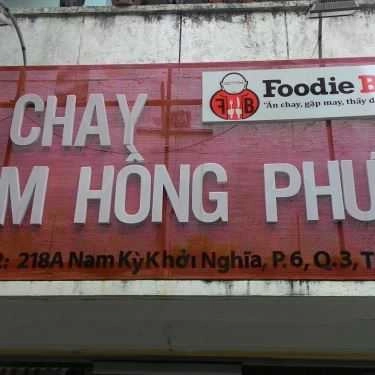 Foodie B
"Ăn chay, gặp may, thấy đ
F B
CHAY
M HỒNG PHÚ
2: 218A Nam Kỳ Khởi Nghĩa, P.6, Q.3, T